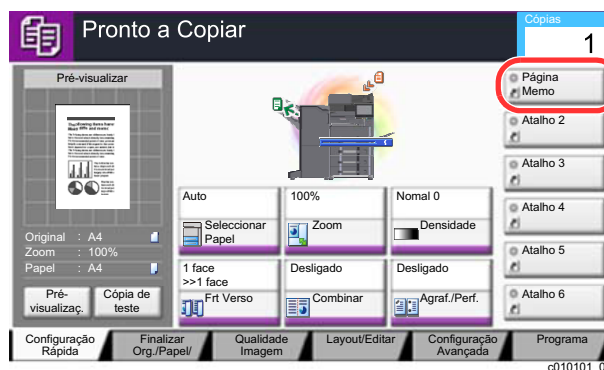 Pronto a Copiar
Cópias
1
Pré-visualizar
Original : A4
Zoom : 100%
Papel : A4
Pré-
visualizaç.
Cópia de
teste
Auto
Seleccionar
Papel
100%
Zoom
Nomal 0
Densidade
1 face
>>1 face
Frt Verso
Desligado
Combinar
Desligado
Agraf./Perf.
Página
Memo
Atalho 2
Atalho 3
Atalho 4
Atalho 5
Atalho 6
Configuração
Rápida
Finalizar
Org./Papel/
Qualidade
Imagem
Layout/Editar
Configuração
Avançada
Programa